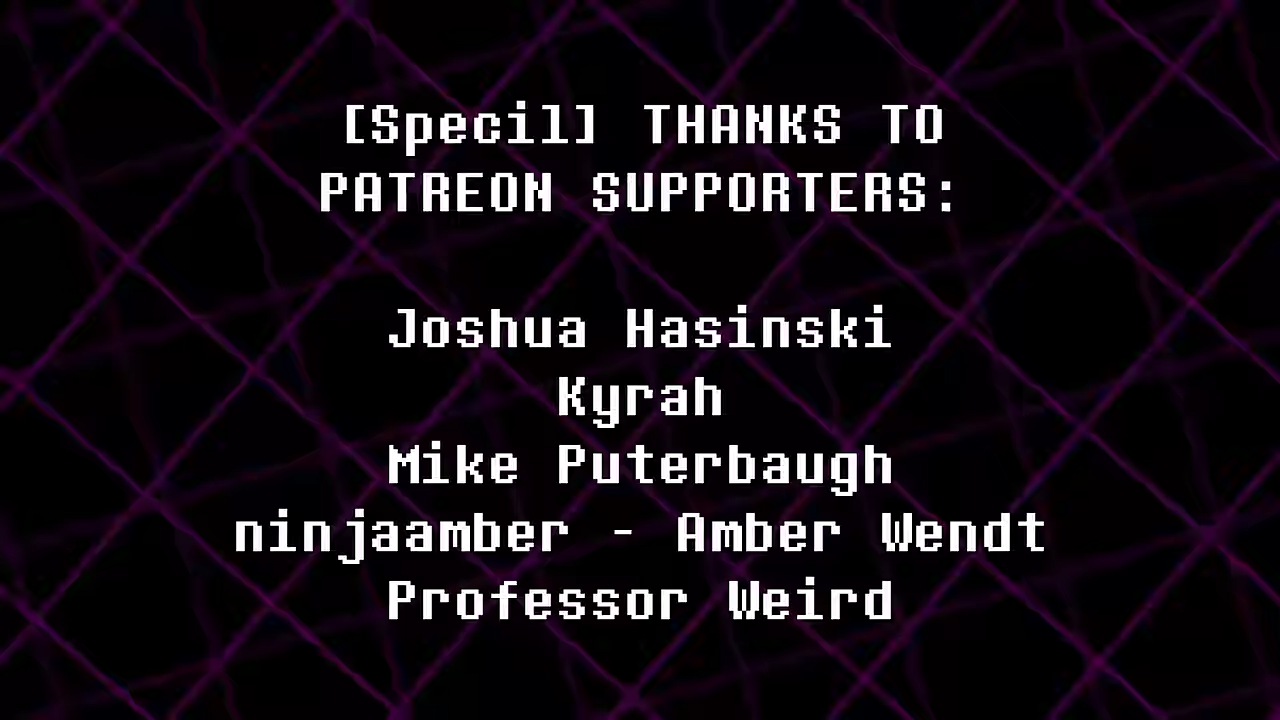 [Specil] THANKS TO
PATREON SUPPORTERS:
Joshua Hasinski
Kyrah
Mike Puterbaugh
ninjaamber - Amber Wendt
Professor Weird